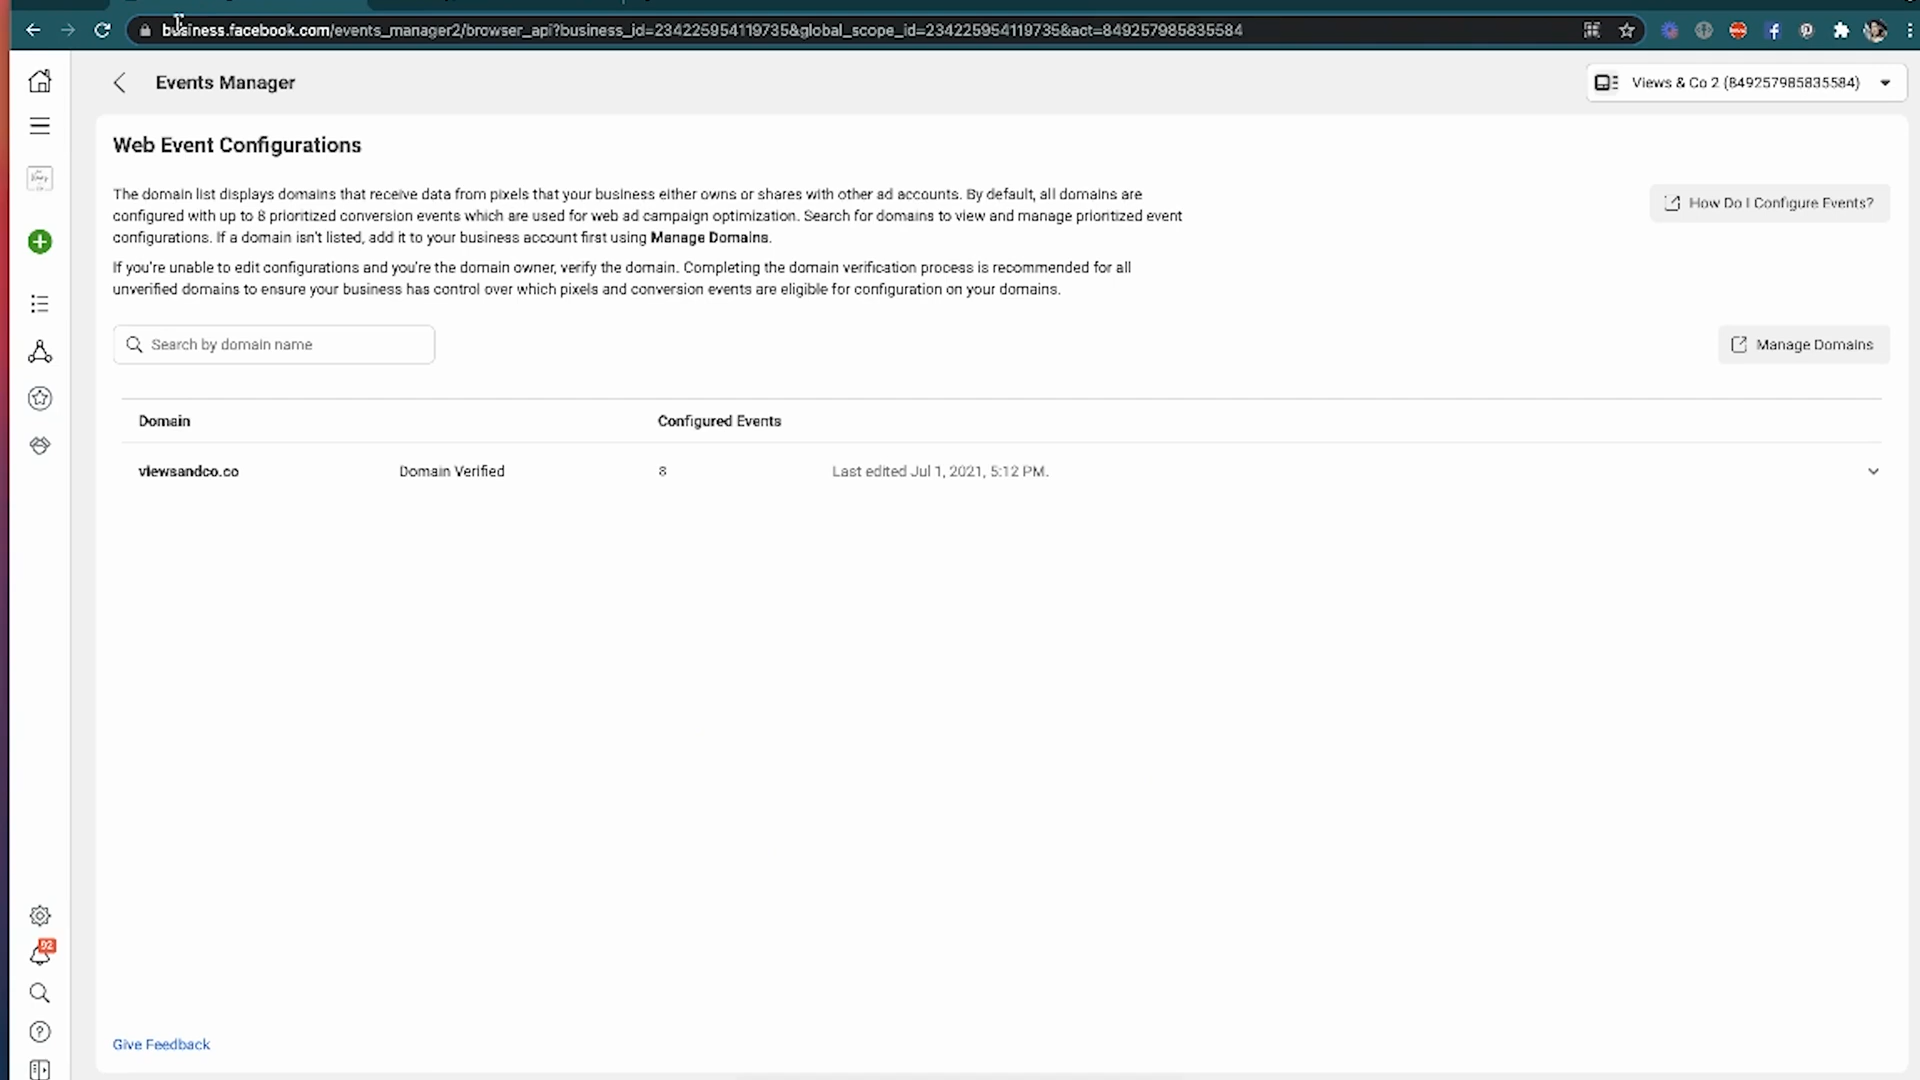 business.facebook.com/events_manager2/browser_api?business_id=234225954119735&global_scope_id=234225954119735&act=849257985835584
Events Manager
Views & Co 2 (849257985835584)
Web Event Configurations
The domain list displays domains that receive data from pixels that your business either owns or shares with other ad accounts. By default, all domains are
configured with up to 8 prioritized conversion events which are used for web ad campaign optimization. Search for domains to view and manage prioritized event
configurations. If a domain isn't listed, add it to your business account first using Manage Domains.
How Do I Configure Events?
If you're unable to edit configurations and you're the domain owner, verify the domain. Completing the domain verification process is recommended for all
unverified domains to ensure your business has control over which pixels and conversion events are eligible for configuration on your domains.
Search by domain name
Manage Domains
Domain Configured Events
viewsandco.co Domain Verified 8 Last edited Jul 1, 2021, 5:12 PM.
92
Give Feedback